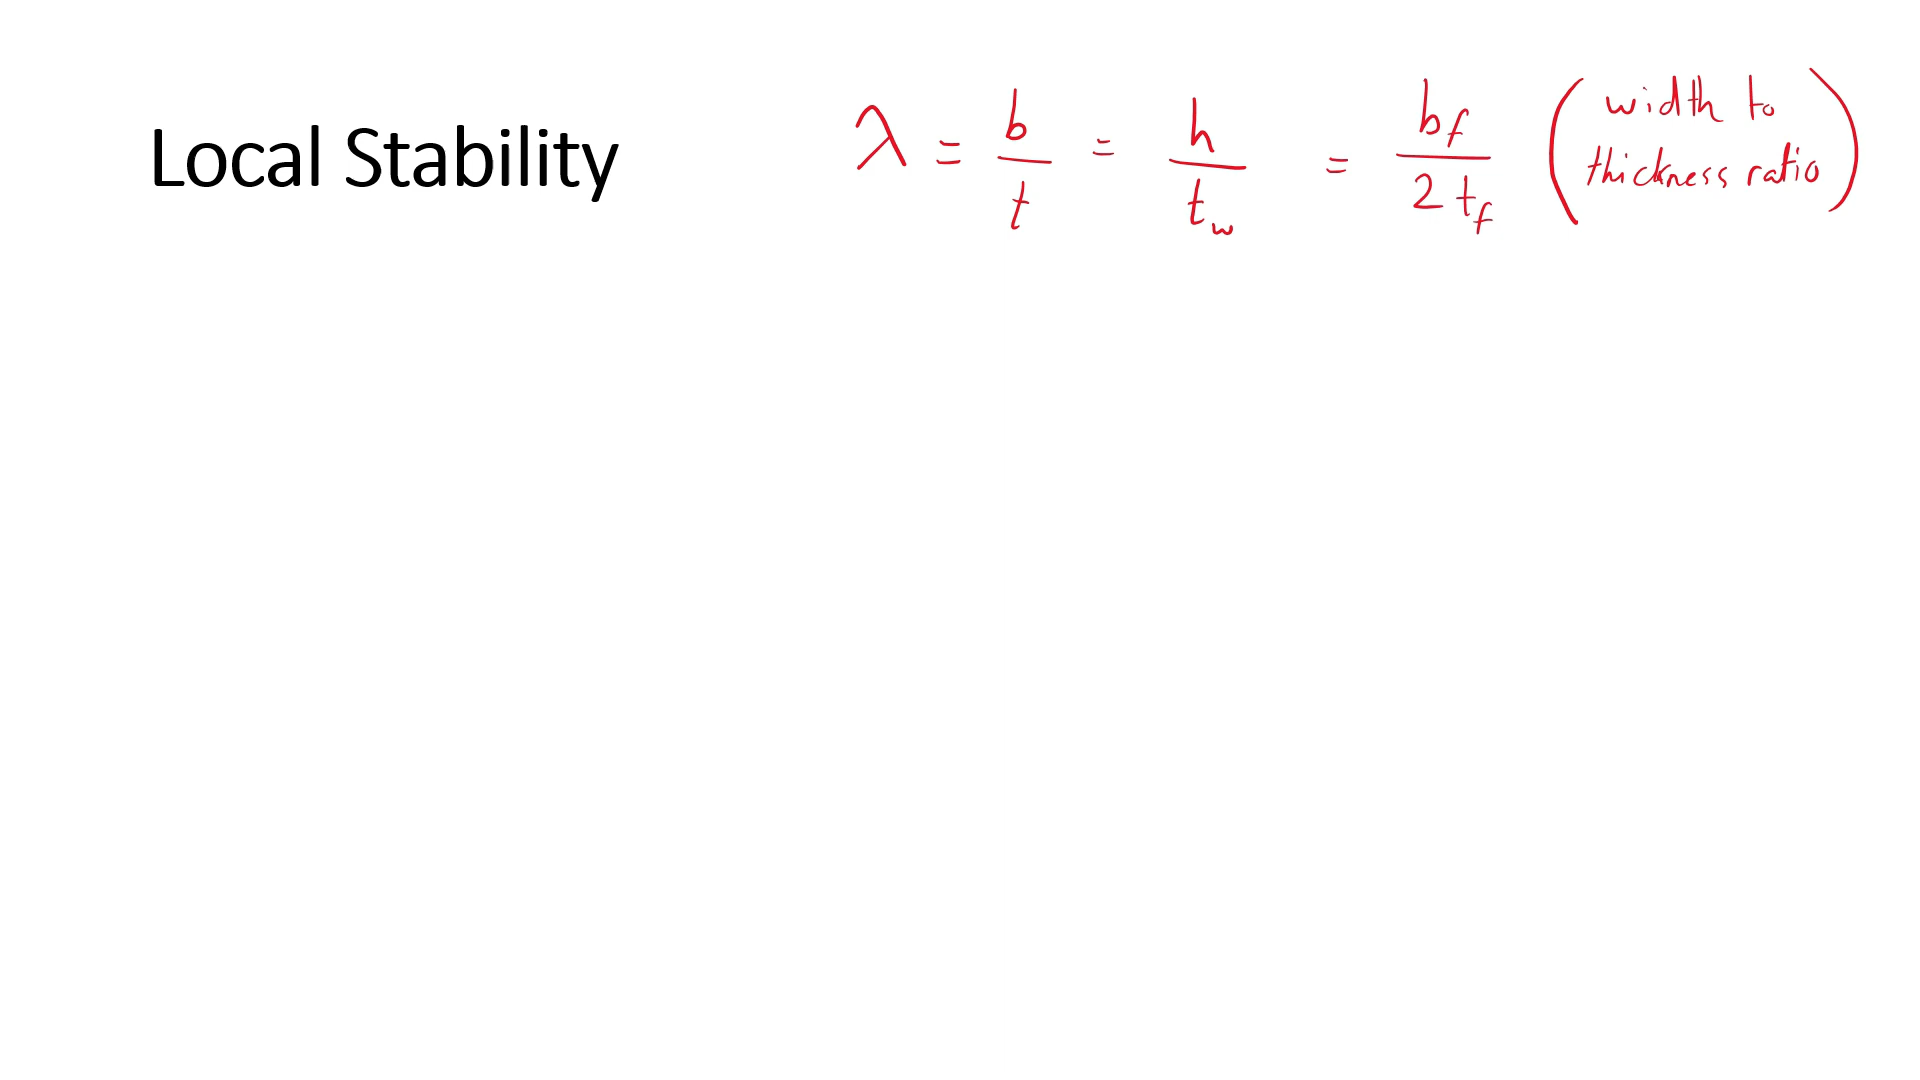 Local Stability
λ = b/t = h/t_w = b_f/2t_f (width to
thickness ratio)